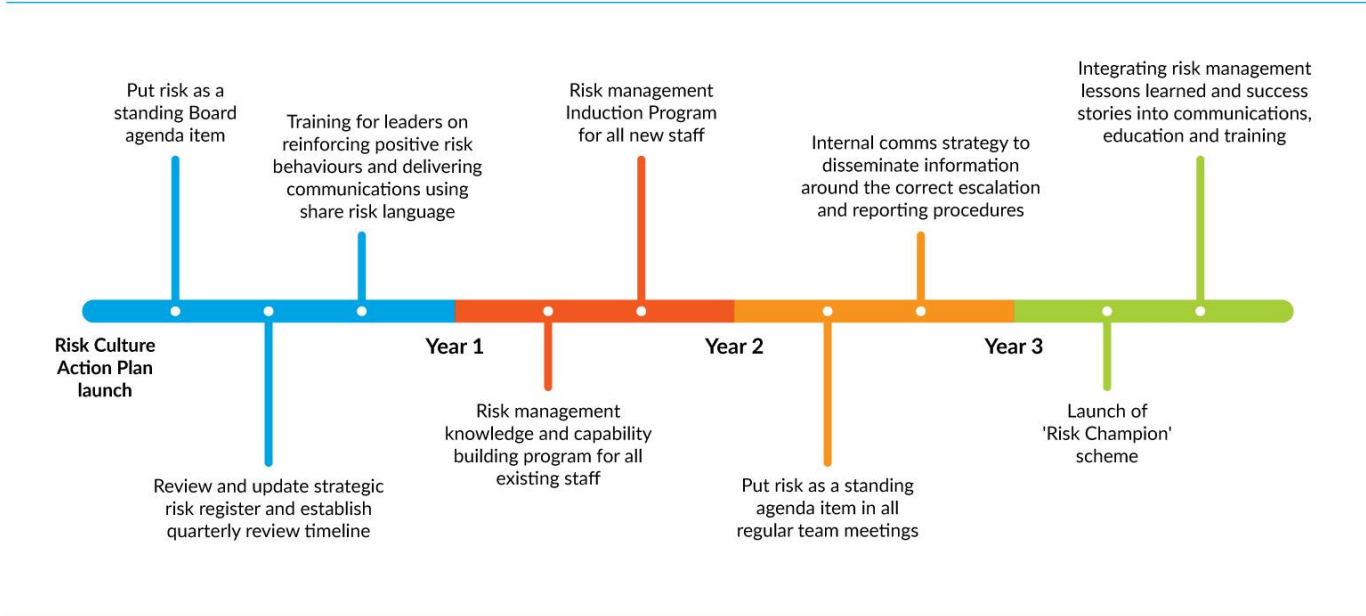 Put risk as a
standing Board
agenda item
Training for leaders on
reinforcing positive risk
behaviours and delivering
communications using
share risk language
Risk management
Induction Program
for all new staff
Internal comms strategy to
disseminate information
around the correct escalation
and reporting procedures
Integrating risk management
lessons learned and success
stories into communications,
education and training
Risk Culture
Action Plan
launch
Year 1
Year 2
Year 3
Review and update strategic
risk register and establish
quarterly review timeline
Risk management
knowledge and capability
building program for all
existing staff
Put risk as a standing
agenda item in all
regular team meetings
Launch of
'Risk Champion'
scheme